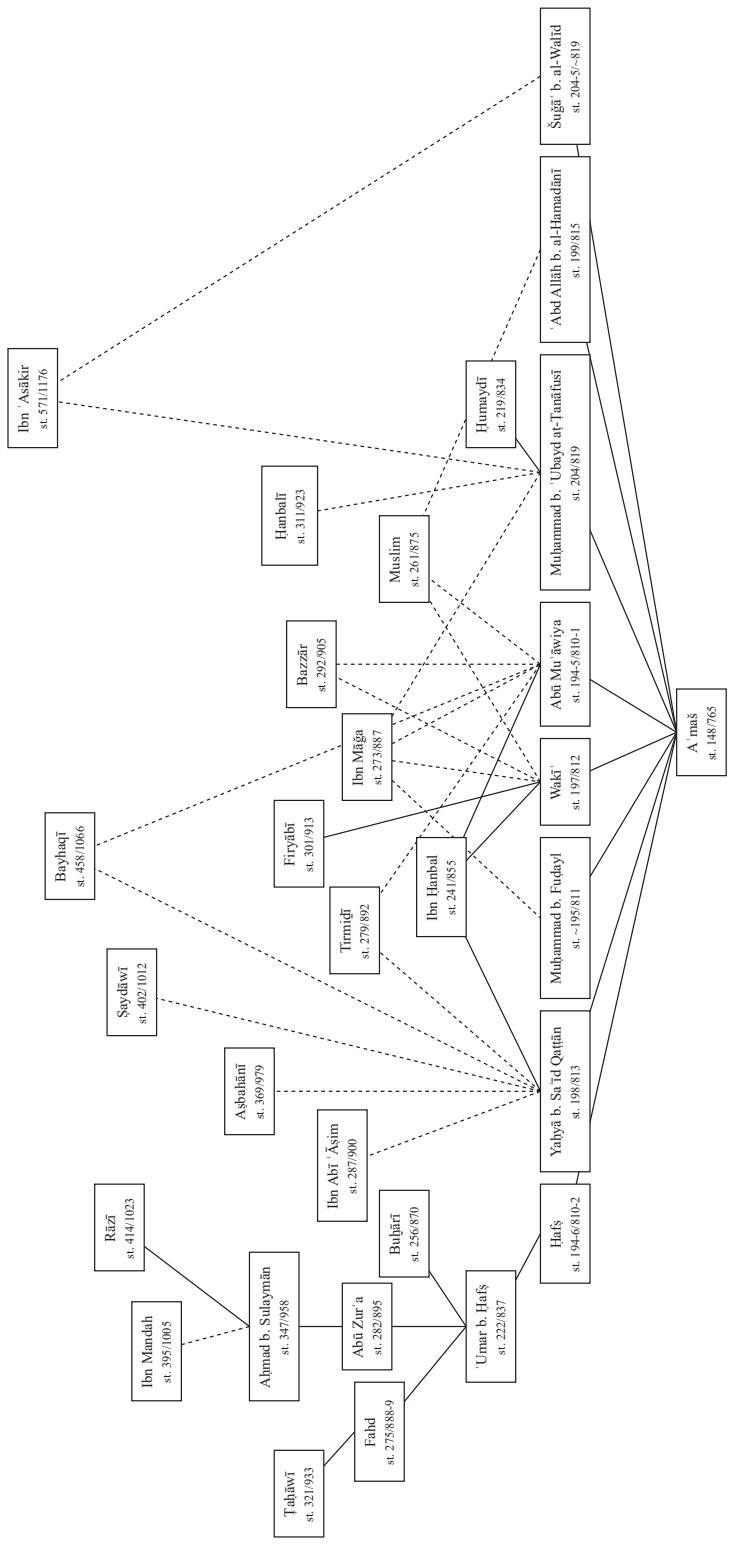 Ibn ʿAsākir
st. 571/1176
Bayhaqī
st. 458/1066
Ṣaydāwī
st. 402/1012
Rāzī
st. 414/1023
Ibn Mandah
st. 395/1005
Aṣbahānī
st. 369/979
Aḥmad b. Sulaymān
st. 347/958
Ṭaḥāwī
st. 321/933
Firyābī
st. 301/913
Bazzār
st. 292/905
Ḥanbalī
st. 311/923
Ibn Abī ʿĀṣim
st. 287/900
Tirmiḏī
st. 279/892
Ibn Māǧa
st. 273/887
Abū Zurʿa
st. 282/895
Fahd
st. 275/888-9
Buḫārī
st. 256/870
Muslim
st. 261/875
Ibn Ḥanbal
st. 241/855
Ḥumaydī
st. 219/834
ʿUmar b. Ḥafṣ
st. 222/837
Ḥafṣ
st. 194-6/810-2
Yaḥyā b. Saʿīd Qaṭṭān
st. 198/813
Muḥammad b. Fuḍayl
st. ~195/811
Wakīʿ
st. 197/812
Abū Muʿāwiya
st. 194-5/810-1
Muḥammad b. ʿUbayd aṭ-Ṭanāfusī
st. 204/819
ʿAbd Allāh b. al-Hamadānī
st. 199/815
Šuǧāʿ b. al-Walīd
st. 204-5/~819
Aʿmaš
st. 148/765